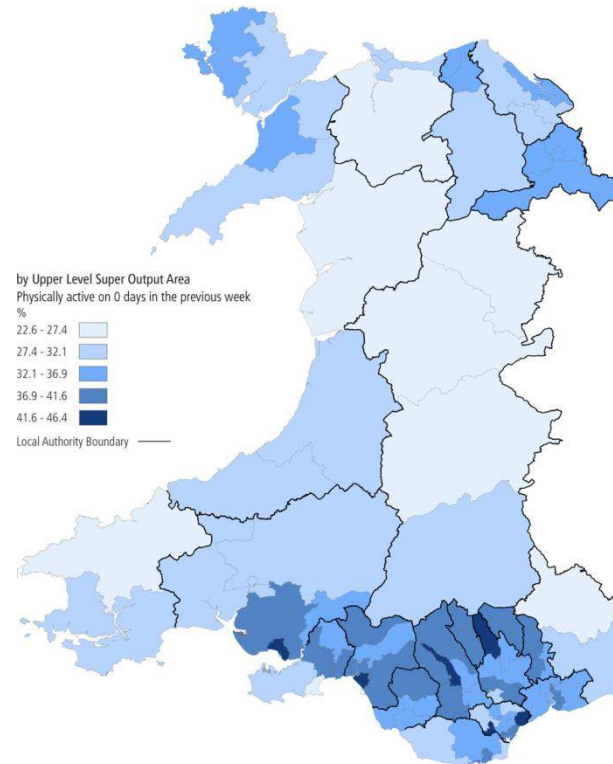 by Upper Level Super Output Area
Physically active on 0 days in the previous week
%
22.6 - 27.4
27.4 - 32.1
32.1 - 36.9
36.9 - 41.6
41.6 - 46.4
Local Authority Boundary